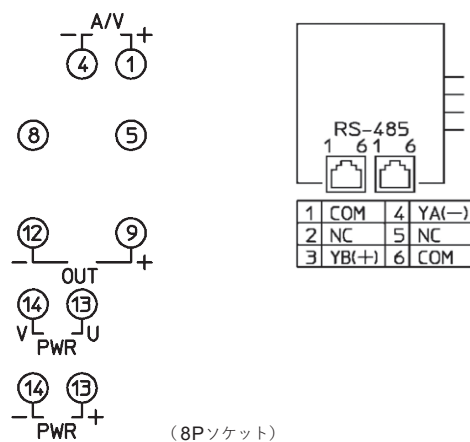 − A/V +
4 1
8 5
12 9
− OUT +
14 13
V PWR U
14 13
− PWR +
RS-485
1 6 1 6
1 COM 4 YA(−)
2 NC 5 NC
3 YB(+) 6 COM
（8Pソケット）